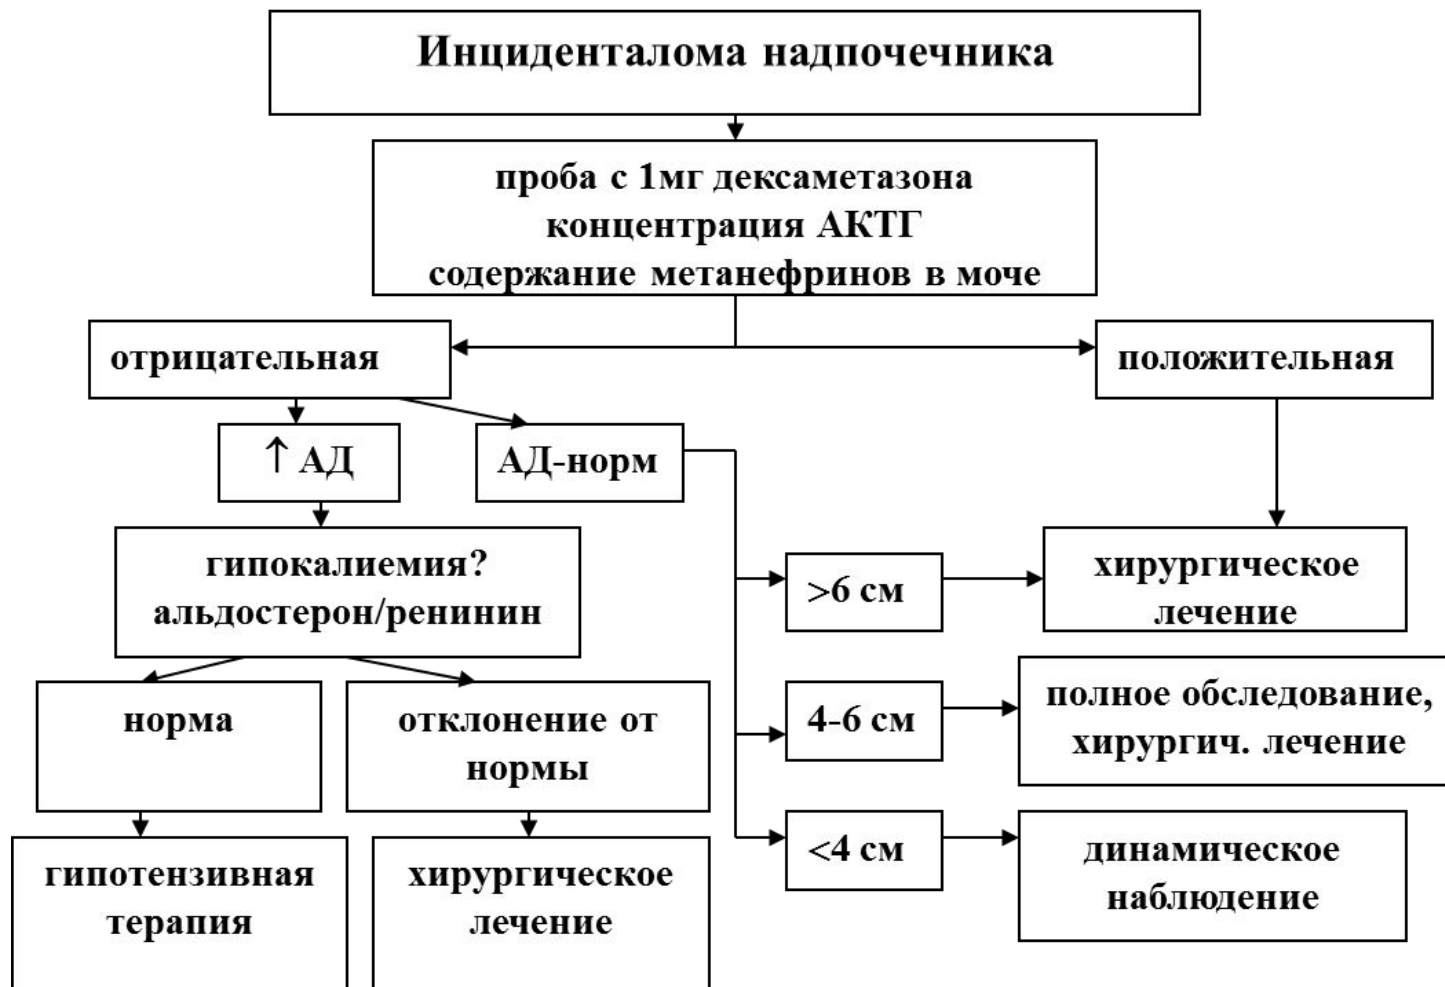 Инциденталома надпочечника
проба с 1мг дексаметазона
концентрация АКТГ
содержание метанефринов в моче
отрицательная
положительная
↑ АД
АД-норм
гипокалиемия?
альдостерон/ренинин
>6 см
хирургическое
лечение
норма
отклонение от
нормы
4-6 см
полное обследование,
хирургич. лечение
<4 см
динамическое
наблюдение
гипотензивная
терапия
хирургическое
лечение